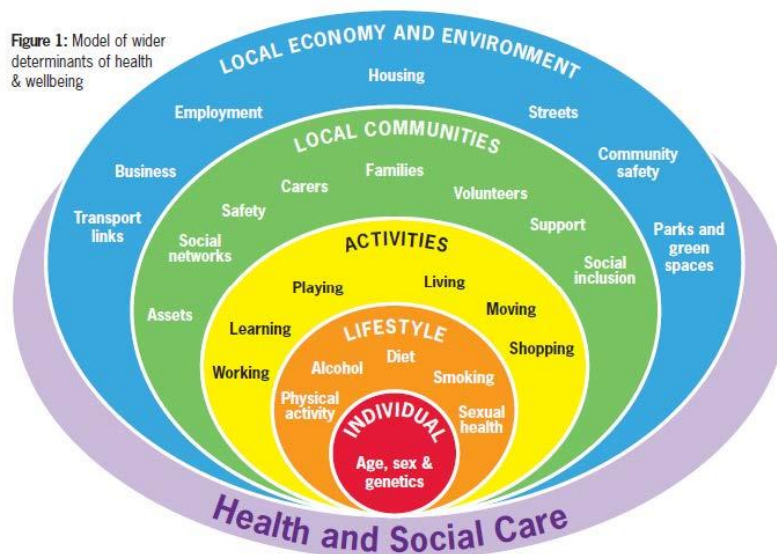 Figure 1: Model of wider
determinants of health
& wellbeing
LOCAL ECONOMY AND ENVIRONMENT
Housing
Employment
Streets
Business
Community
safety
Transport
links
Parks and
green
spaces
LOCAL COMMUNITIES
Families
Carers
Volunteers
Safety
Support
Social
networks
Social
inclusion
Assets
ACTIVITIES
Living
Playing
Moving
Learning
Shopping
Working
LIFESTYLE
Diet
Alcohol
Smoking
Physical
activity
Sexual
health
INDIVIDUAL
Age, sex &
genetics
Health and Social Care